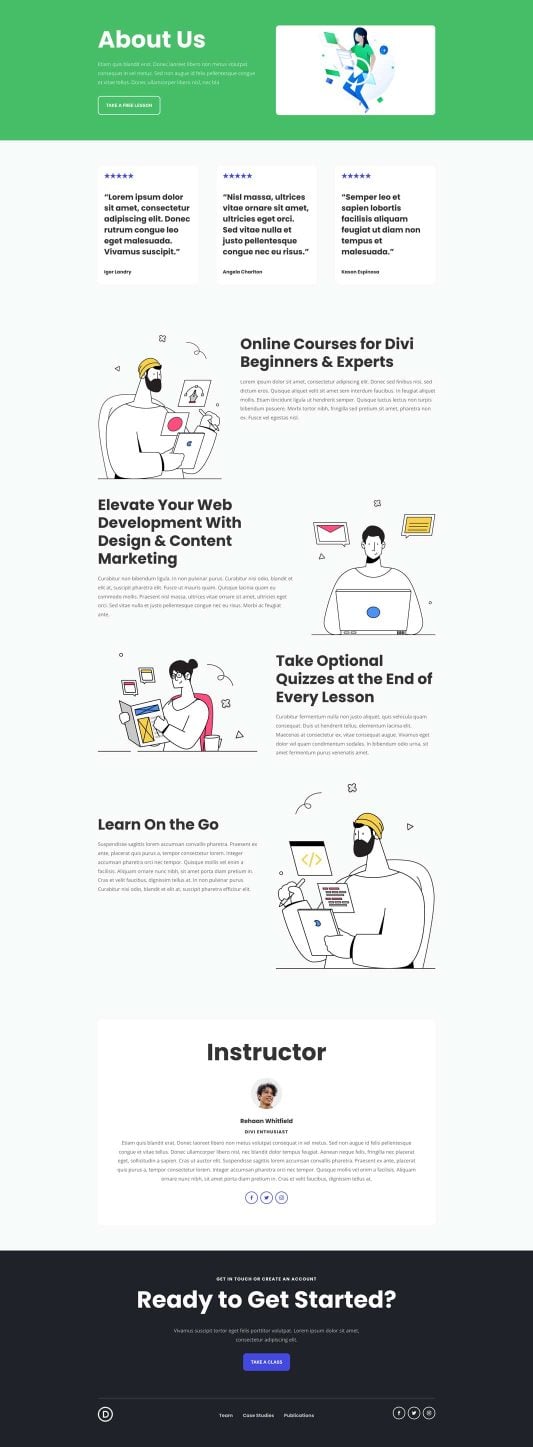 About Us
Etiam quis blandit erat. Donec laoreet libero non metus volutpat
consequat in vel metus. Sed non augue id felis pellentesque congue
et vitae tellus. Donec ullamcorper libero nisl, nec bla
TAKE A FREE LESSON
★★★★★
“Lorem ipsum dolor
sit amet, consectetur
adipiscing elit. Donec
rutrum congue leo
eget malesuada.
Vivamus suscipit.”
Igor Landry
★★★★★
“Nisl massa, ultrices
vitae ornare sit amet,
ultricies eget orci.
Sed vitae nulla et
justo pellentesque
congue nec eu risus.”
Angela Charlton
★★★★★
“Semper leo et
sapien lobortis
facilisis aliquam
feugiat ut diam non
tempus et
malesuada.”
Kason Espinosa
Online Courses for Divi
Beginners & Experts
Lorem ipsum dolor sit amet, consectetur adipiscing elit. Donec sed finibus nisi, sed
dictum eros. Quisque aliquet velit sit amet sem interdum faucibus. In feugiat aliquet
mollis. Etiam tincidunt ligula ut hendrerit semper. Quisque luctus lectus non turpis
bibendum posuere. Morbi tortor nibh, fringilla sed pretium sit amet, pharetra non
ex. Fusce vel egestas nisl.
Elevate Your Web
Development With
Design & Content
Marketing
Curabitur non bibendum ligula. In non pulvinar purus. Curabitur nisi odio, blandit et
elit at, suscipit pharetra elit. Fusce ut mauris quam. Quisque lacinia quam eu
commodo mollis. Praesent nisl massa, ultrices vitae ornare sit amet, ultricies eget
orci. Sed vitae nulla et justo pellentesque congue nec eu risus. Morbi ac feugiat
ante.
Take Optional
Quizzes at the End of
Every Lesson
Curabitur fermentum nulla non justo aliquet, quis vehicula quam
consequat. Duis ut hendrerit tellus, elementum lacinia elit.
Maecenas at consectetur ex, vitae consequat augue. Vivamus eget
dolor vel quam condimentum sodales. In bibendum odio urna, sit
amet fermentum purus venenatis amet.
Learn On the Go
Suspendisse sagittis lorem accumsan convallis pharetra. Praesent ex
ante, placerat quis purus a, tempor consectetur lorem. Integer
accumsan pharetra orci nec tempor. Quisque mollis vel enim a
facilisis. Aliquam ornare nunc nibh, sit amet porta diam pretium in.
Cras et velit faucibus, dignissim tellus at. In non pulvinar purus.
Curabitur nisi odio, blandit et elit at, suscipit pharetra efficitur elit.
</>
Instructor
Rehaan Whitfield
DIVI ENTHUSIAST
Etiam quis blandit erat. Donec laoreet libero non metus volutpat consequat in vel metus. Sed non augue id felis pellentesque
congue et vitae tellus. Donec ullamcorper libero nisl, nec blandit dolor tempus feugiat. Aenean neque felis, fringilla nec placerat
eget, sollicitudin a sapien. Cras ut auctor elit. Suspendisse sagittis lorem accumsan convallis pharetra. Praesent ex ante, placerat
quis purus a, tempor consectetur lorem. Integer accumsan pharetra orci nec tempor. Quisque mollis vel enim a facilisis. Aliquam
ornare nunc nibh, sit amet porta diam pretium in. Cras et velit faucibus, dignissim tellus at.
GET IN TOUCH OR CREATE AN ACCOUNT
Ready to Get Started?
Vivamus suscipit tortor eget felis porttitor volutpat. Lorem ipsum dolor sit amet,
consectetur adipiscing elit.
TAKE A CLASS
D
Team Case Studies Publications